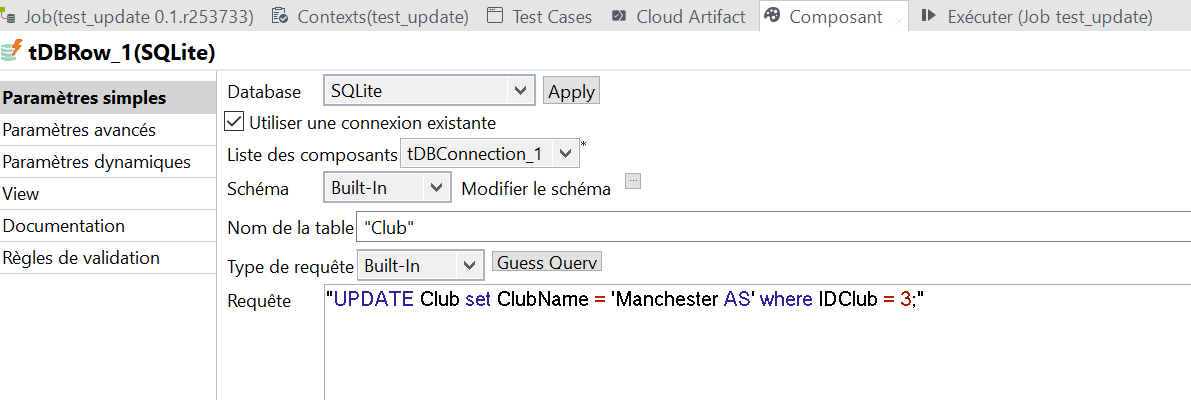 Job(test_update 0.1.r253733) Contexts(test_update) Test Cases Cloud Artifact Composant Exécuter (Job test_update)
tDBRow_1(SQLite)
Paramètres simples
Paramètres avancés
Paramètres dynamiques
View
Documentation
Règles de validation
Database SQLite Apply
Utiliser une connexion existante
Liste des composants tDBConnection_1 *
Schéma Built-In Modifier le schéma ...
Nom de la table "Club"
Type de requête Built-In Guess Query
Requête "UPDATE Club set ClubName = 'Manchester AS' where IDClub = 3;"